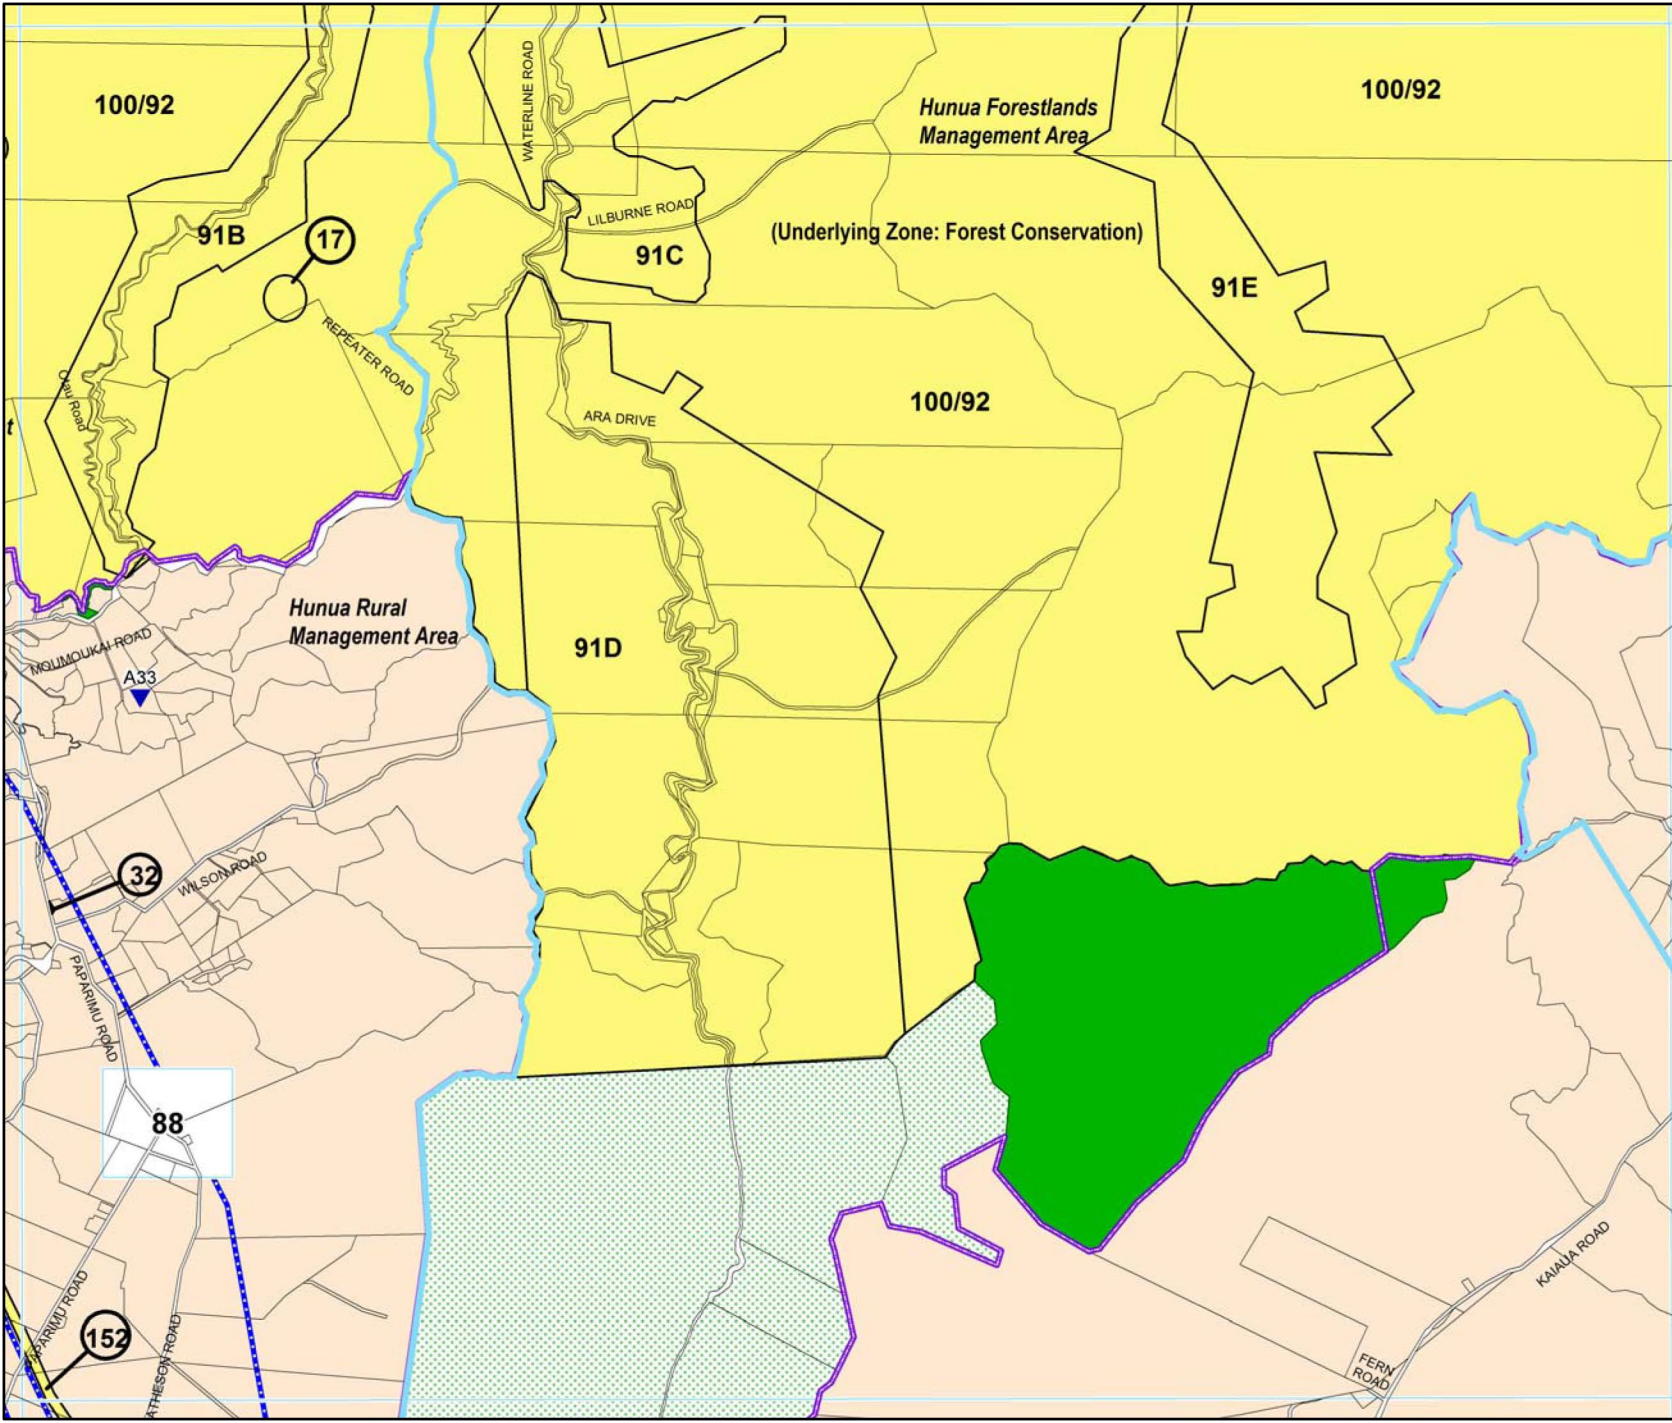 100/92
WATERLINE ROAD
Hunua Forestlands
Management Area
100/92
91B
17
LILBURNE ROAD
91C
(Underlying Zone: Forest Conservation)
91E
REPEATER ROAD
Otau Road
ARA DRIVE
100/92
t
Hunua Rural
Management Area
91D
MOUMOUKAI ROAD
A33
32
WILSON ROAD
PAPARIMU ROAD
88
PAPARIMU ROAD
152
ATHESON ROAD
KAIAUA ROAD
FERN
ROAD